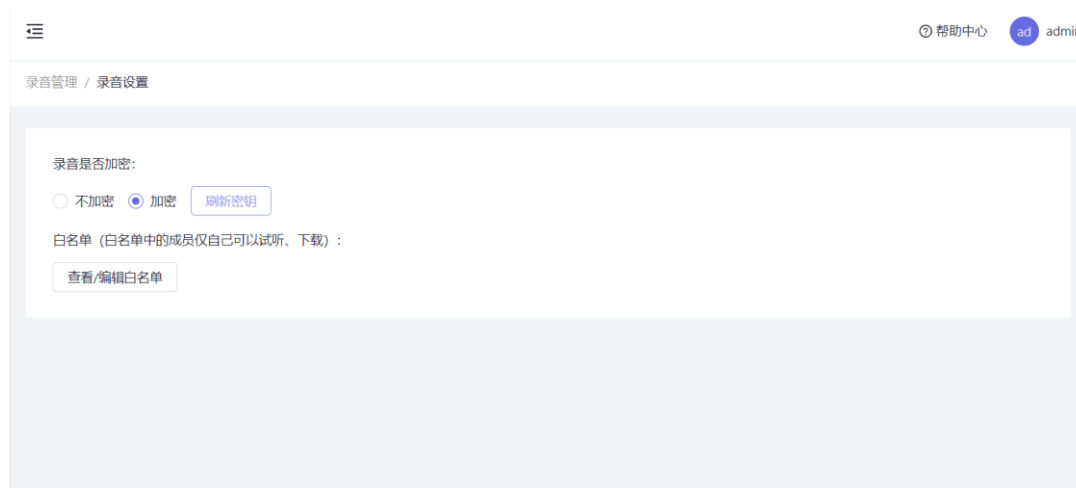 帮助中心 ad admin
录音管理 / 录音设置
录音是否加密：
不加密 加密 刷新密钥
白名单（白名单中的成员仅自己可以试听、下载）：
查看/编辑白名单